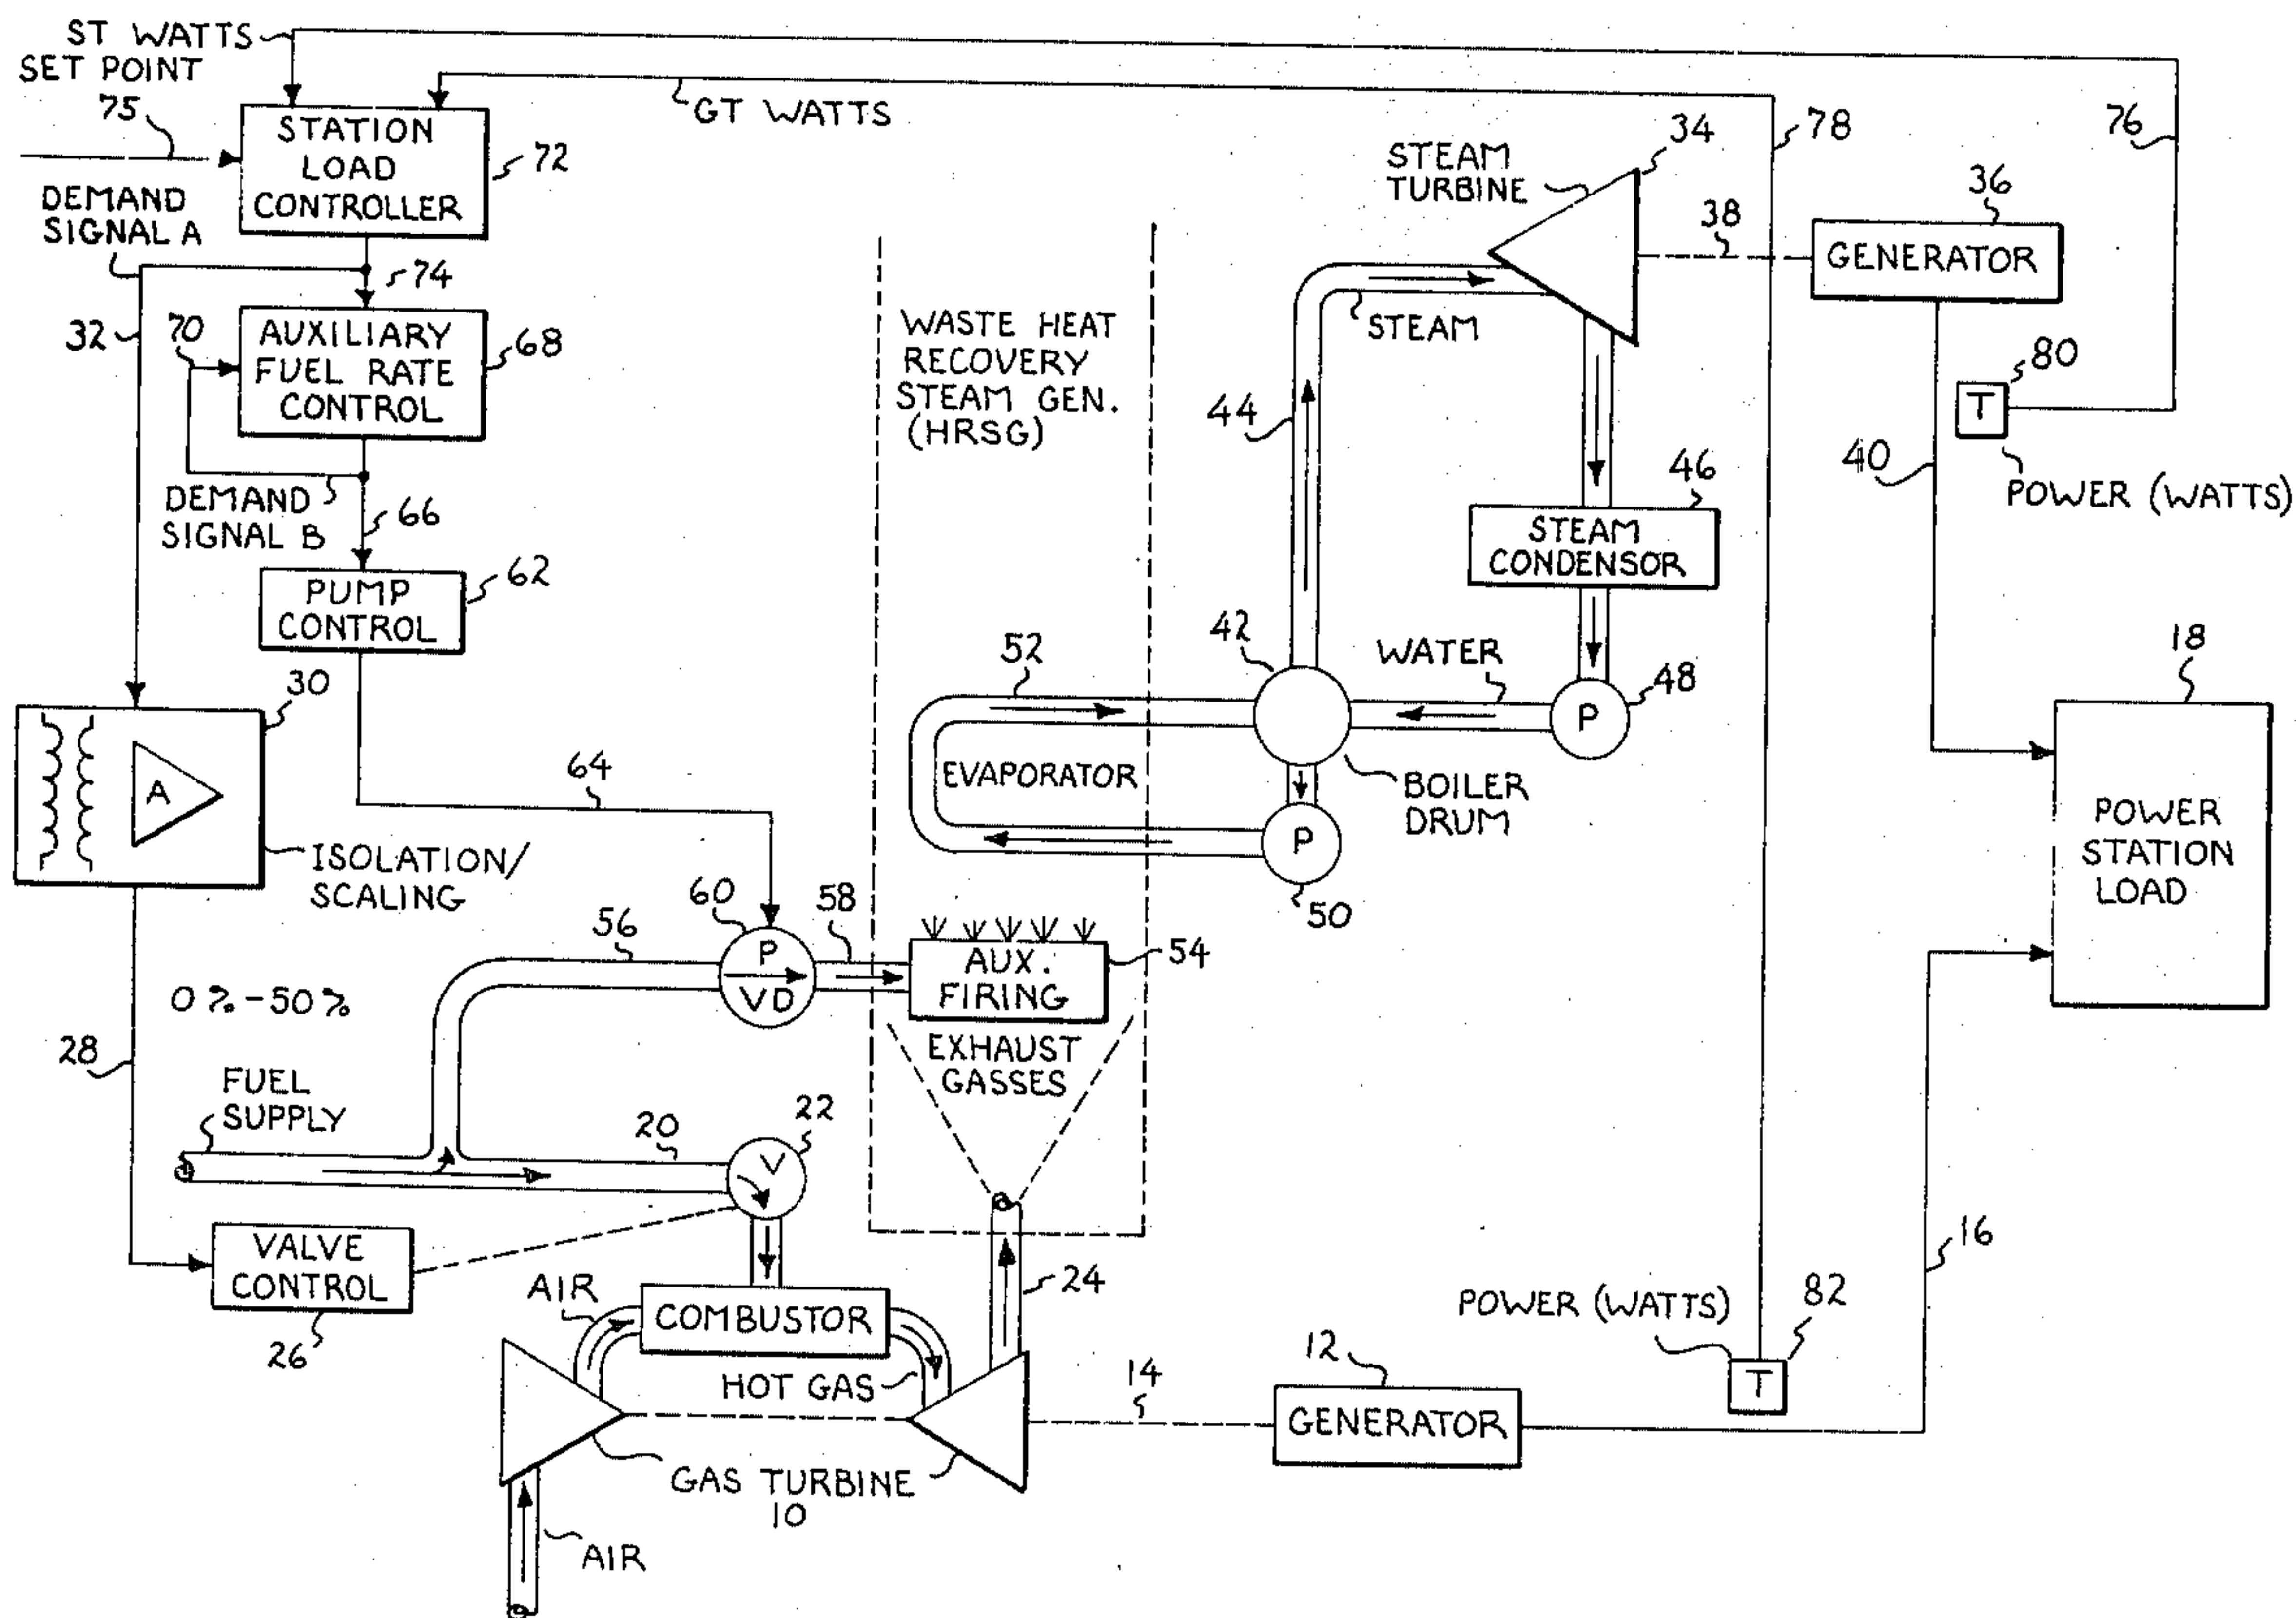 ST WATTS
SET POINT
75
GT WATTS
STATION
LOAD
CONTROLLER
72
DEMAND
SIGNAL A
74
32
70
AUXILIARY
FUEL RATE
CONTROL
68
DEMAND
SIGNAL B
66
PUMP
CONTROL
62
30
A
ISOLATION/
SCALING
64
28
0%-50%
56
60
P
VD
58
FUEL
SUPPLY
20
22
V
VALVE
CONTROL
26
AIR
COMBUSTOR
HOT GAS
GAS TURBINE
10
AIR
WASTE HEAT
RECOVERY
STEAM GEN.
(HRSG)
52
EVAPORATOR
AUX.
FIRING
54
EXHAUST
GASSES
24
14
12
GENERATOR
STEAM
TURBINE
34
38
36
GENERATOR
STEAM
44
46
STEAM
CONDENSOR
42
WATER
48
P
BOILER
DRUM
P
50
78
76
80
T
POWER (WATTS)
40
18
POWER
STATION
LOAD
16
POWER (WATTS)
82
T